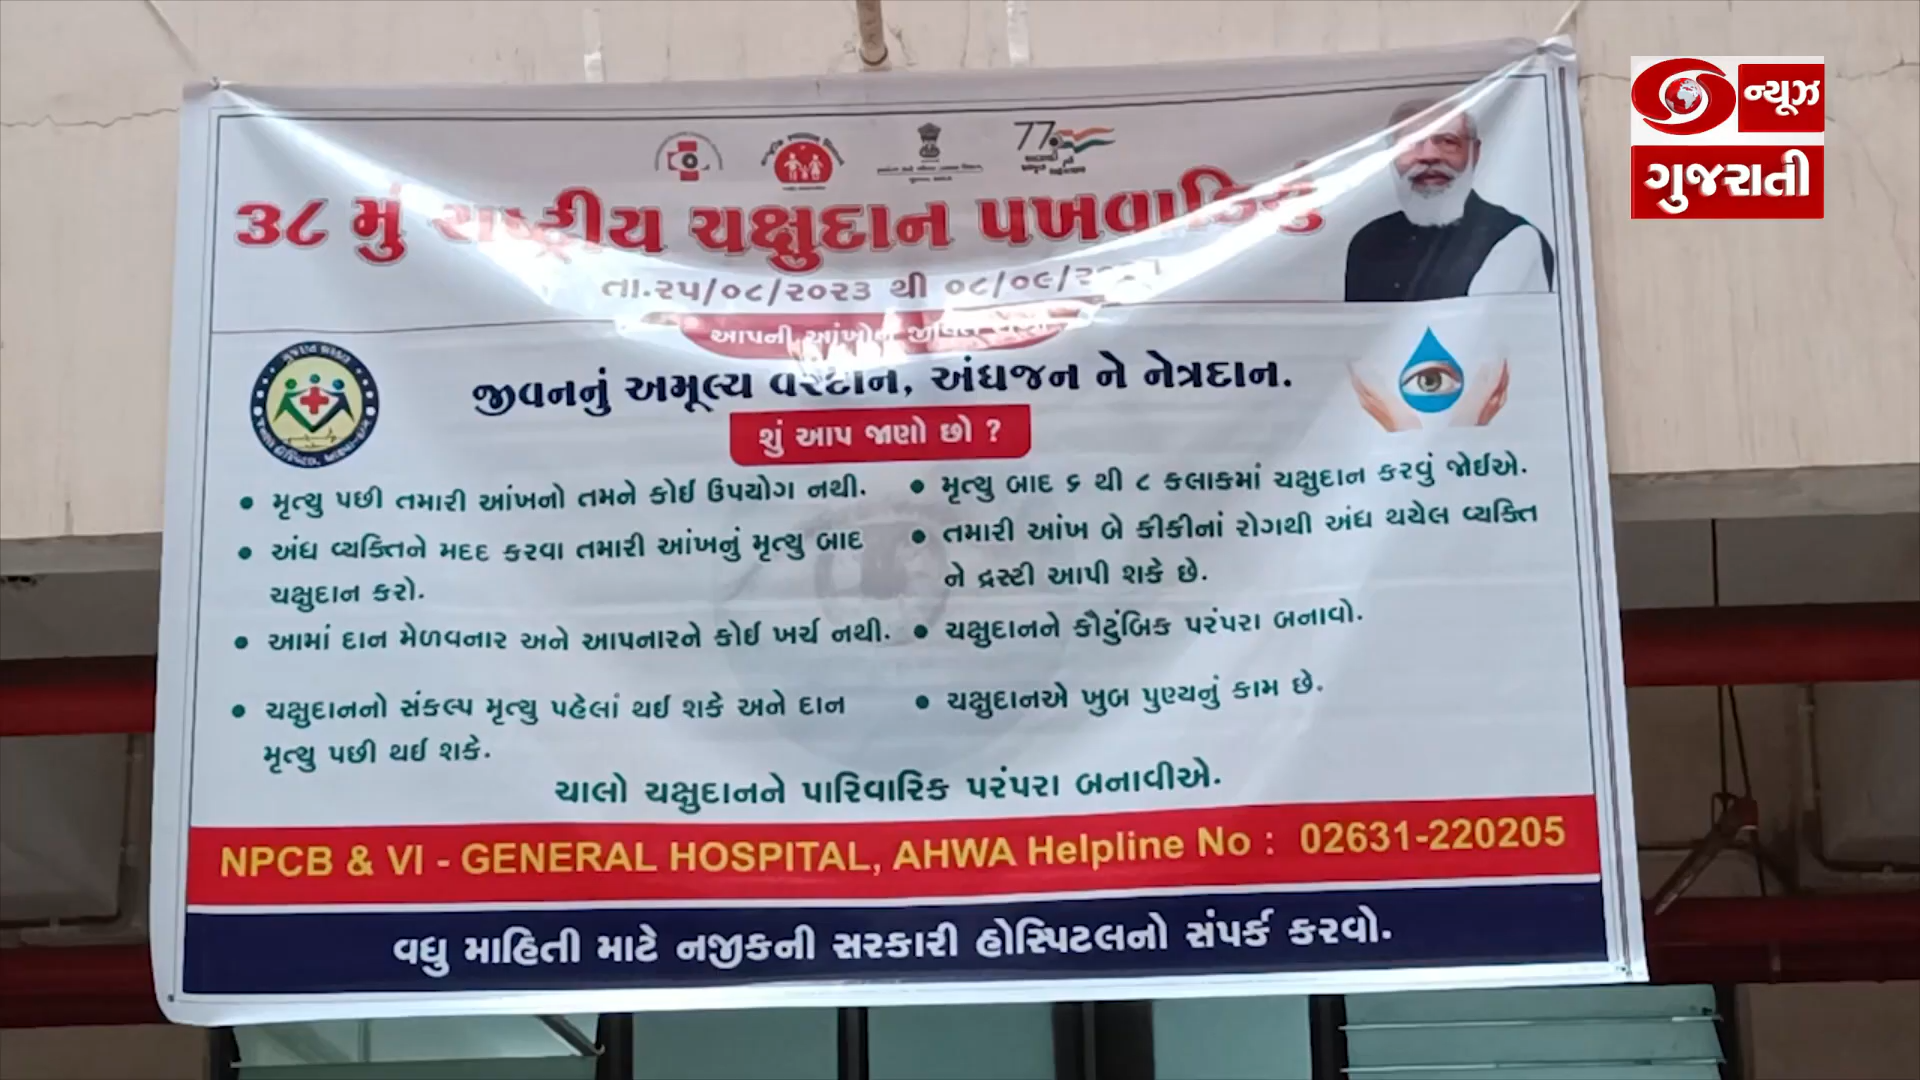 ન્યૂઝ
ગુજરાતી
77
૩૮ મું રાષ્ટ્રીય ચક્ષુદાન પખવાડિયું
તા.૨૫/૦૮/૨૦૨૩ થી ૦૮/૦૯/
આપની આંખોને જીવિત
જીવનનું અમૂલ્ય વરદાન, અંધજન ને નેત્રદાન.
શું આપ જાણો છો ?
મૃત્યુ પછી તમારી આંખનો તમને કોઈ ઉપયોગ નથી.
અંધ વ્યક્તિને મદદ કરવા તમારી આંખનું મૃત્યુ બાદ
ચક્ષુદાન કરો.
આમાં દાન મેળવનાર અને આપનારને કોઈ ખર્ચ નથી.
ચક્ષુદાનનો સંકલ્પ મૃત્યુ પહેલાં થઈ શકે અને દાન
મૃત્યુ પછી થઈ શકે.
મૃત્યુ બાદ ૬ થી ૮ કલાકમાં ચક્ષુદાન કરવું જોઈએ.
તમારી આંખ બે કીકીનાં રોગથી અંધ થયેલ વ્યક્તિ
ને દ્રસ્ટી આપી શકે છે.
ચક્ષુદાનને કૌટુંબિક પરંપરા બનાવો.
ચક્ષુદાનએ ખુબ પુણ્યનું કામ છે.
ચાલો ચક્ષુદાનને પારિવારિક પરંપરા બનાવીએ.
NPCB & VI - GENERAL HOSPITAL, AHWA Helpline No : 02631-220205
વધુ માહિતી માટે નજીકની સરકારી હોસ્પિટલનો સંપર્ક કરવો.